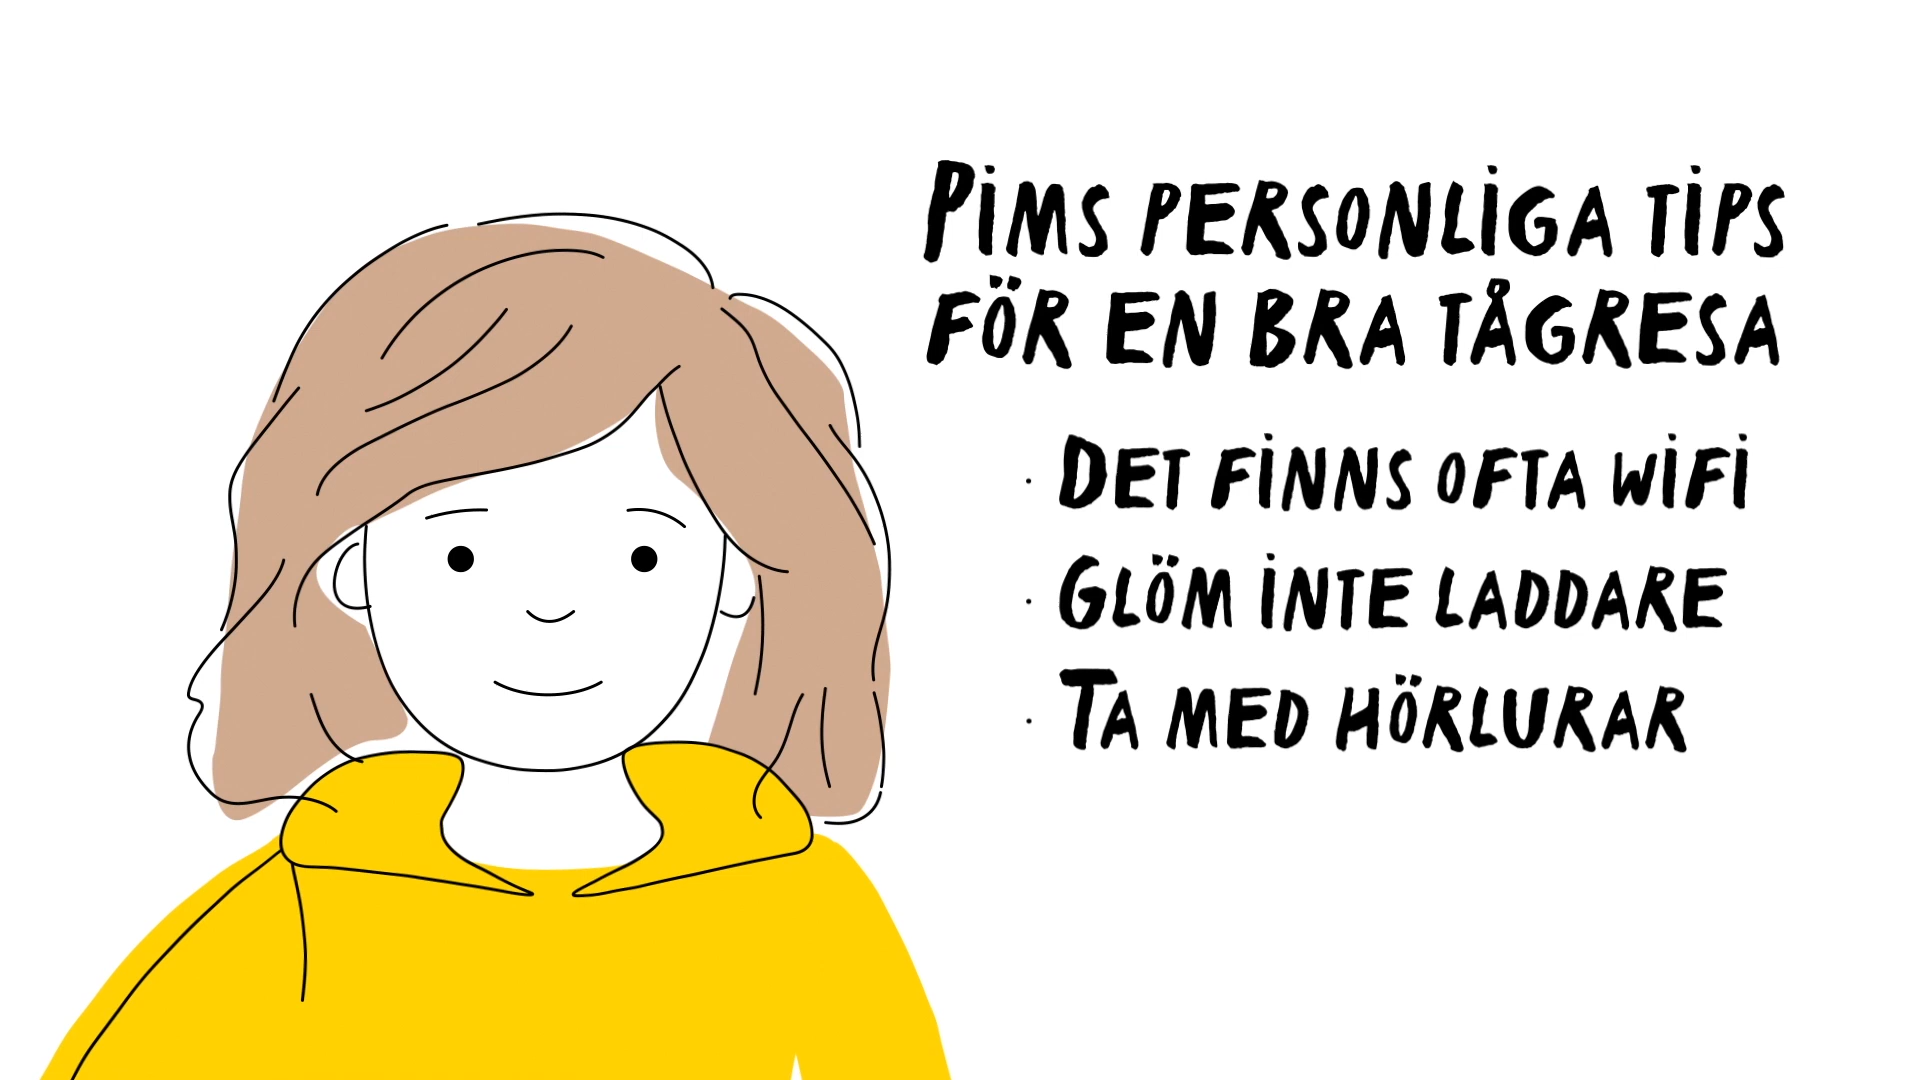 Pims personliga tips
för en bra tågresa
· Det finns ofta wifi
· Glöm inte laddare
· Ta med hörlurar